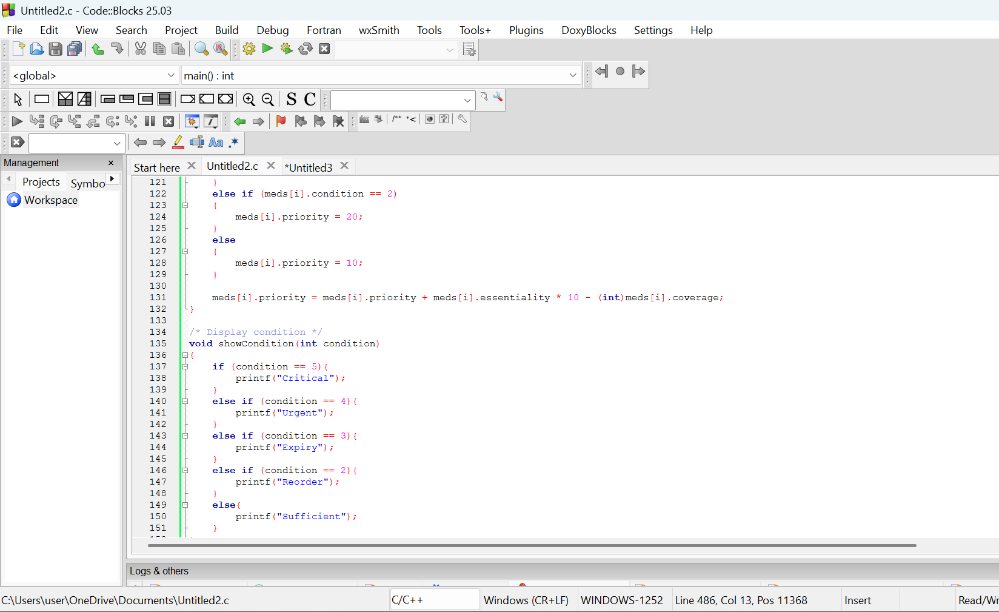 Untitled2.c - Code::Blocks 25.03
File Edit View Search Project Build Debug Fortran wxSmith Tools Tools+ Plugins DoxyBlocks Settings Help
<global> main() : int
S C
/** *<
Aa .*
Management
Start here Untitled2.c *Untitled3
Projects Symbo
Workspace
121 }
122 else if (meds[i].condition == 2)
123 {
124 meds[i].priority = 20;
125 }
126 else
127 {
128 meds[i].priority = 10;
129 }
130
131 meds[i].priority = meds[i].priority + meds[i].essentiality * 10 - (int)meds[i].coverage;
132 }
133
134 /* Display condition */
135 void showCondition(int condition)
136 {
137 if (condition == 5){
138 printf("Critical");
139 }
140 else if (condition == 4){
141 printf("Urgent");
142 }
143 else if (condition == 3){
144 printf("Expiry");
145 }
146 else if (condition == 2){
147 printf("Reorder");
148 }
149 else{
150 printf("Sufficient");
151 }
Logs & others
C:\Users\user\OneDrive\Documents\Untitled2.c C/C++ Windows (CR+LF) WINDOWS-1252 Line 486, Col 13, Pos 11368 Insert Read/Wr